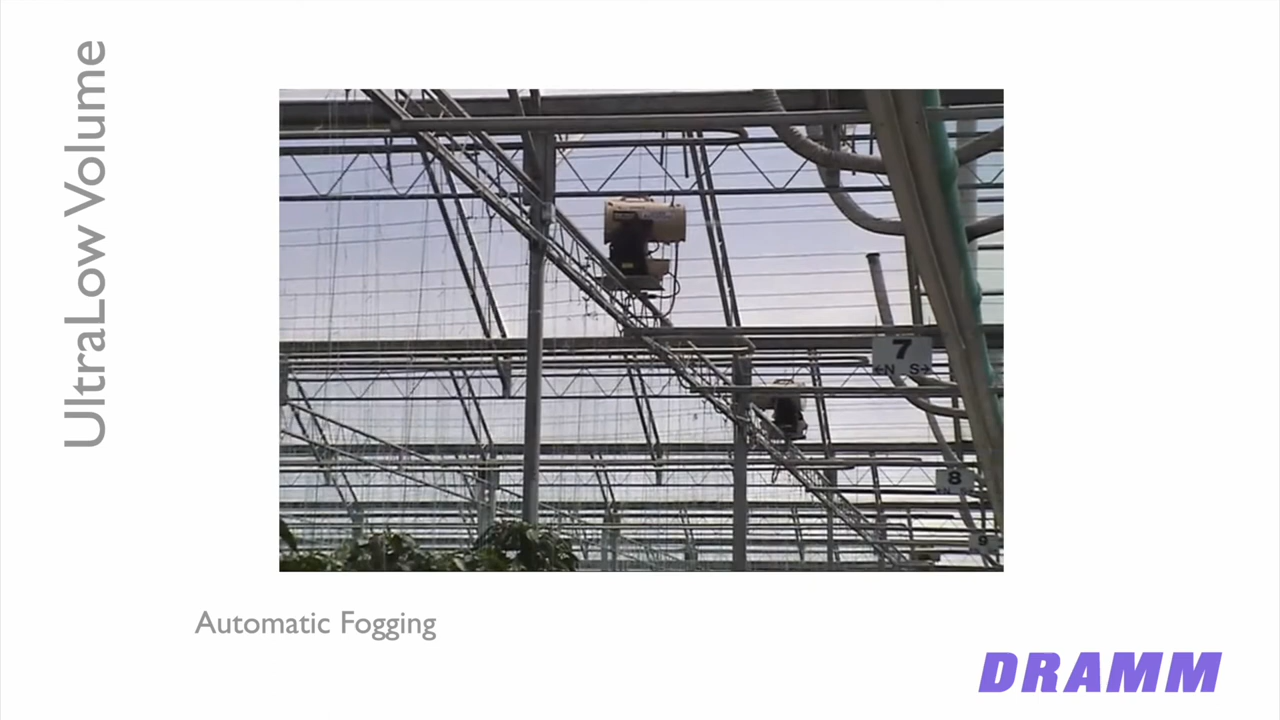 UltraLow Volume
7
←N S→
8
9
Automatic Fogging
DRAMM